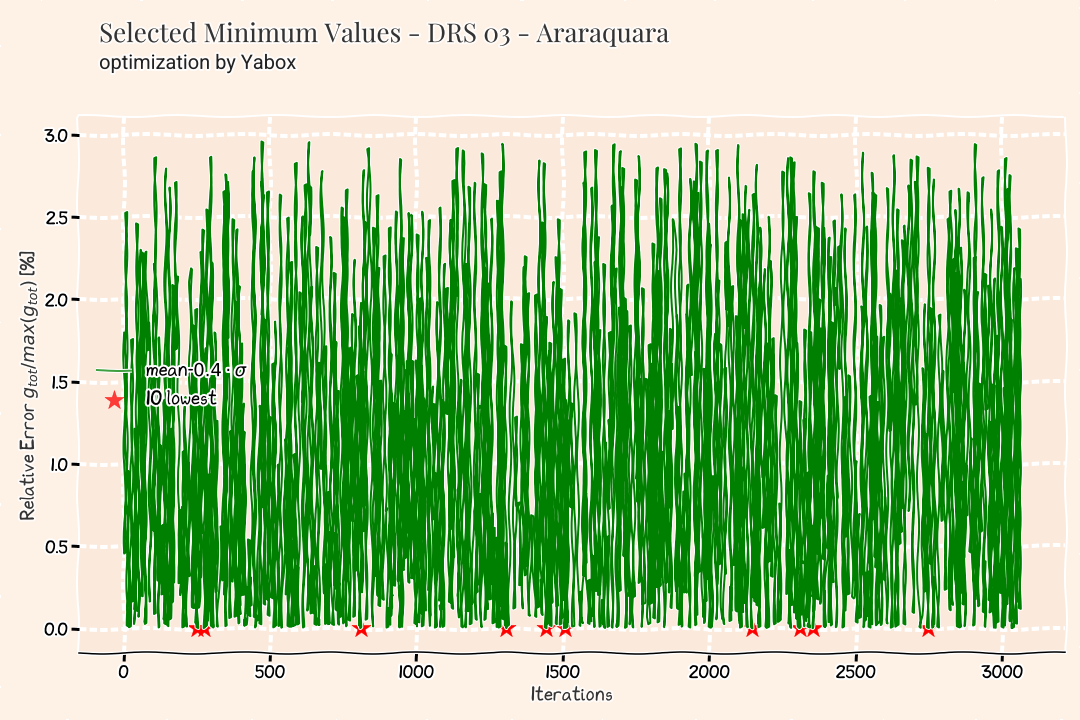 Selected Minimum Values - DRS 03 - Araraquara
optimization by Yabox
Relative Error g_tot/max(g_tot) [%]
3.0
2.5
2.0
1.5
1.0
0.5
0.0
mean-0.4 · σ
10 lowest
0 500 1000 1500 2000 2500 3000
Iterations